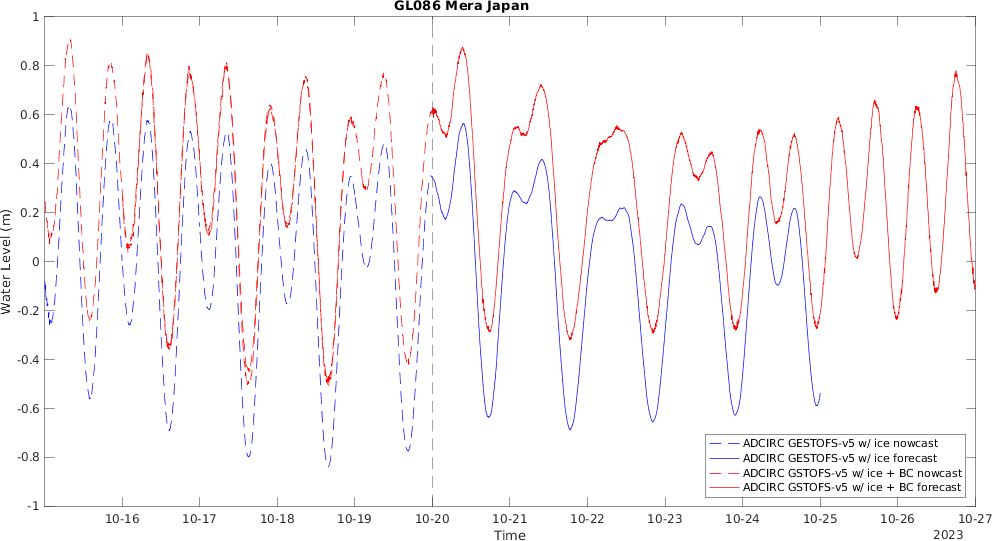 GL086 Mera Japan
1
0.8
0.6
0.4
0.2
0
-0.2
-0.4
-0.6
-0.8
-1
Water Level (m)
ADCIRC GESTOFS-v5 w/ ice nowcast
ADCIRC GESTOFS-v5 w/ ice forecast
ADCIRC GSTOFS-v5 w/ ice + BC nowcast
ADCIRC GSTOFS-v5 w/ ice + BC forecast
10-16 10-17 10-18 10-19 10-20 10-21 10-22 10-23 10-24 10-25 10-26 10-27
Time
2023